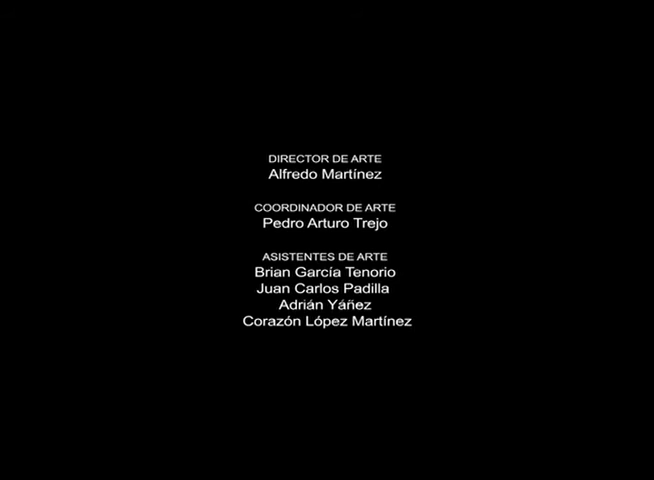 DIRECTOR DE ARTE
Alfredo Martínez
COORDINADOR DE ARTE
Pedro Arturo Trejo
ASISTENTES DE ARTE
Brian García Tenorio
Juan Carlos Padilla
Adrián Yáñez
Corazón López Martínez